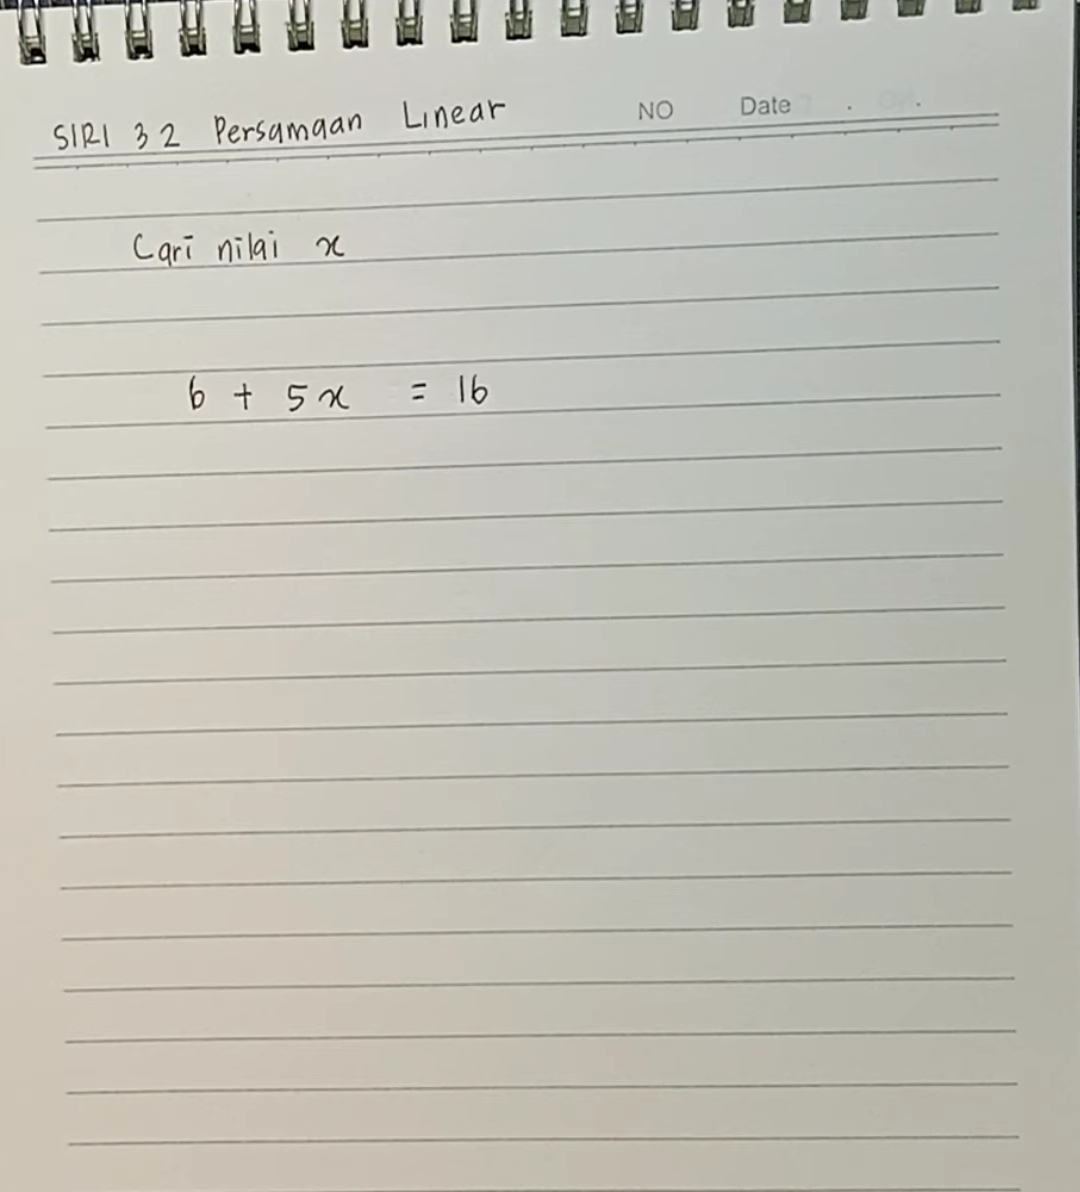 SIRI 32 Persamaan Linear NO Date
Cari nilai x
6 + 5x = 16